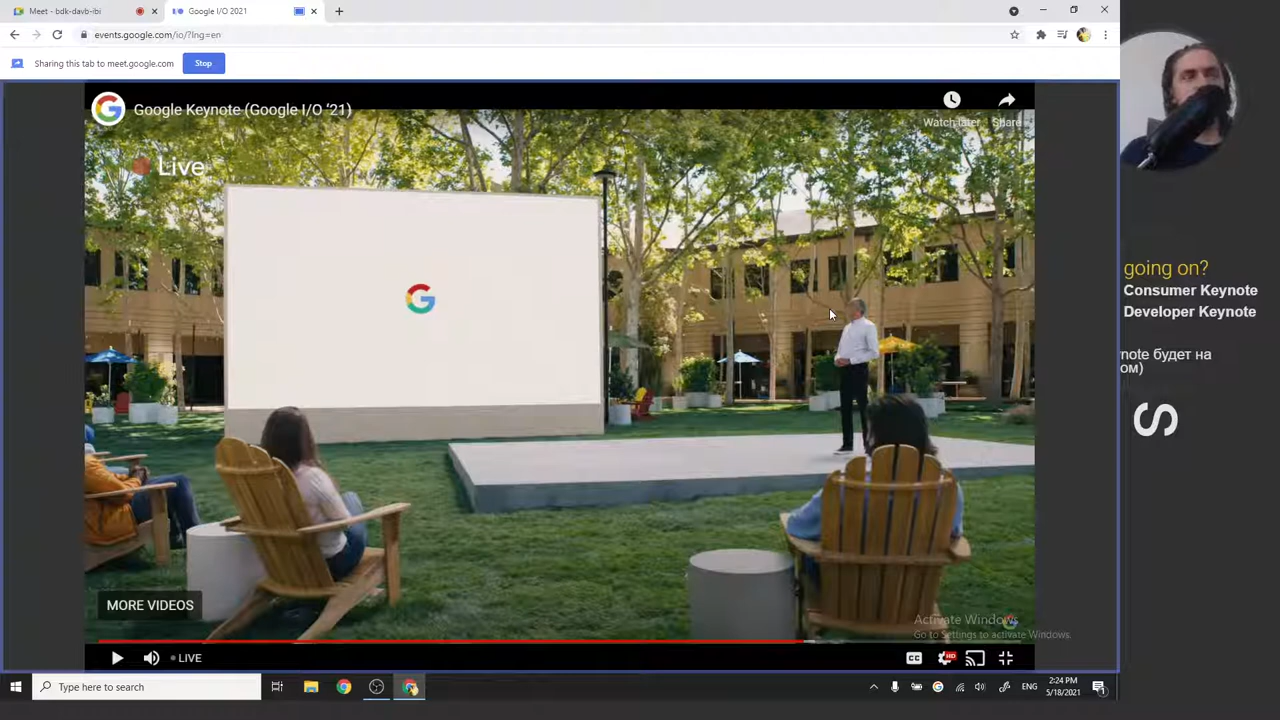 Meet - bdk-davb-ibi
Google I/O 2021
events.google.com/io/?lng=en
Sharing this tab to meet.google.com
Stop
Google Keynote (Google I/O '21)
Watch later
Share
Live
going on?
Consumer Keynote
Developer Keynote
note будет на
ом)
S
MORE VIDEOS
Activate Windows
Go to Settings to activate Windows.
LIVE
CC
HD
Type here to search
ENG
2:24 PM
5/18/2021